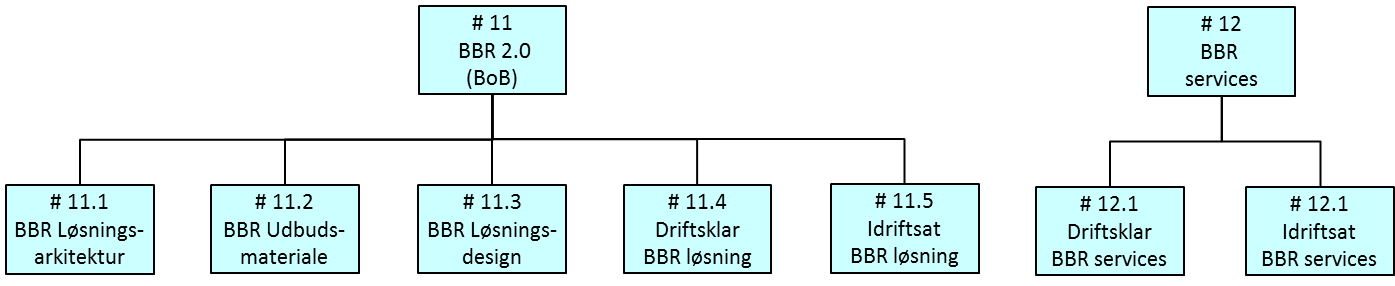 # 11
BBR 2.0
(BoB)
# 12
BBR
services
# 11.1
BBR Løsnings-
arkitektur
# 11.2
BBR Udbuds-
materiale
# 11.3
BBR Løsnings-
design
# 11.4
Driftsklar
BBR løsning
# 11.5
Idriftsat
BBR løsning
# 12.1
Driftsklar
BBR services
# 12.1
Idriftsat
BBR services